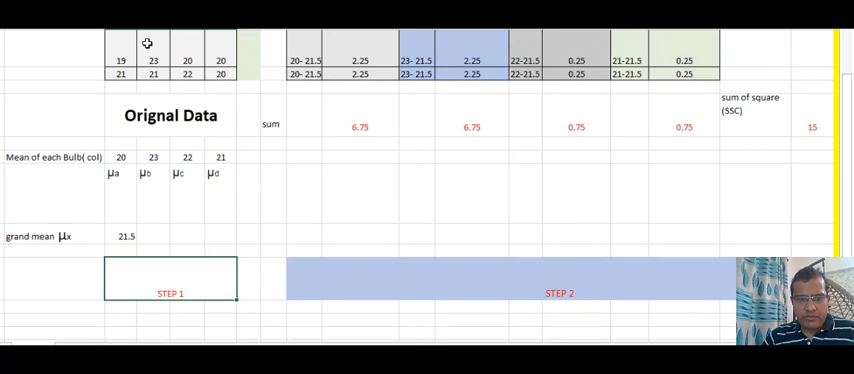 19 23 20 20 20- 21.5 2.25 23- 21.5 2.25 22-21.5 0.25 21-21.5 0.25
21 21 22 20 20- 21.5 2.25 23- 21.5 2.25 22-21.5 0.25 21-21.5 0.25
Orignal Data
sum 6.75 6.75 0.75 0.75 sum of square
(SSC) 15
Mean of each Bulb( col) 20 23 22 21
μa μb μc μd
grand mean μx 21.5
STEP 1 STEP 2